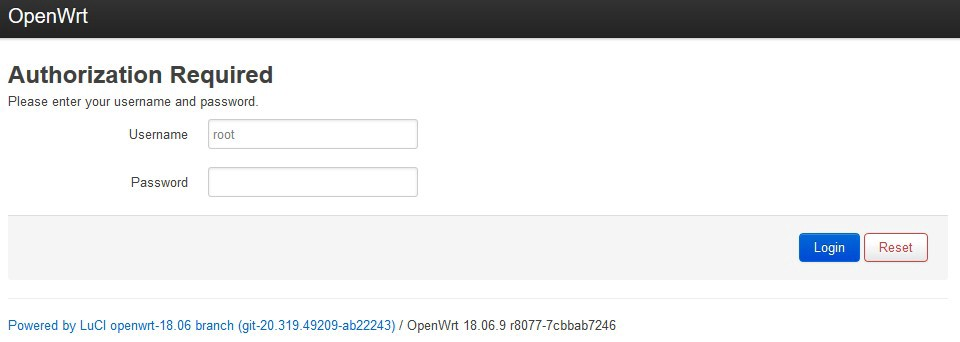 OpenWrt
Authorization Required
Please enter your username and password.
Username root
Password
Login Reset
Powered by LuCI openwrt-18.06 branch (git-20.319.49209-ab22243) / OpenWrt 18.06.9 r8077-7cbbab7246